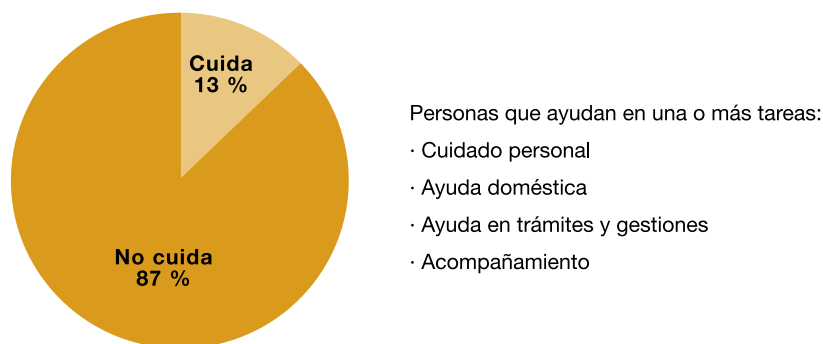 Cuida
13 %
No cuida
87 %
Personas que ayudan en una o más tareas:
· Cuidado personal
· Ayuda doméstica
· Ayuda en trámites y gestiones
· Acompañamiento